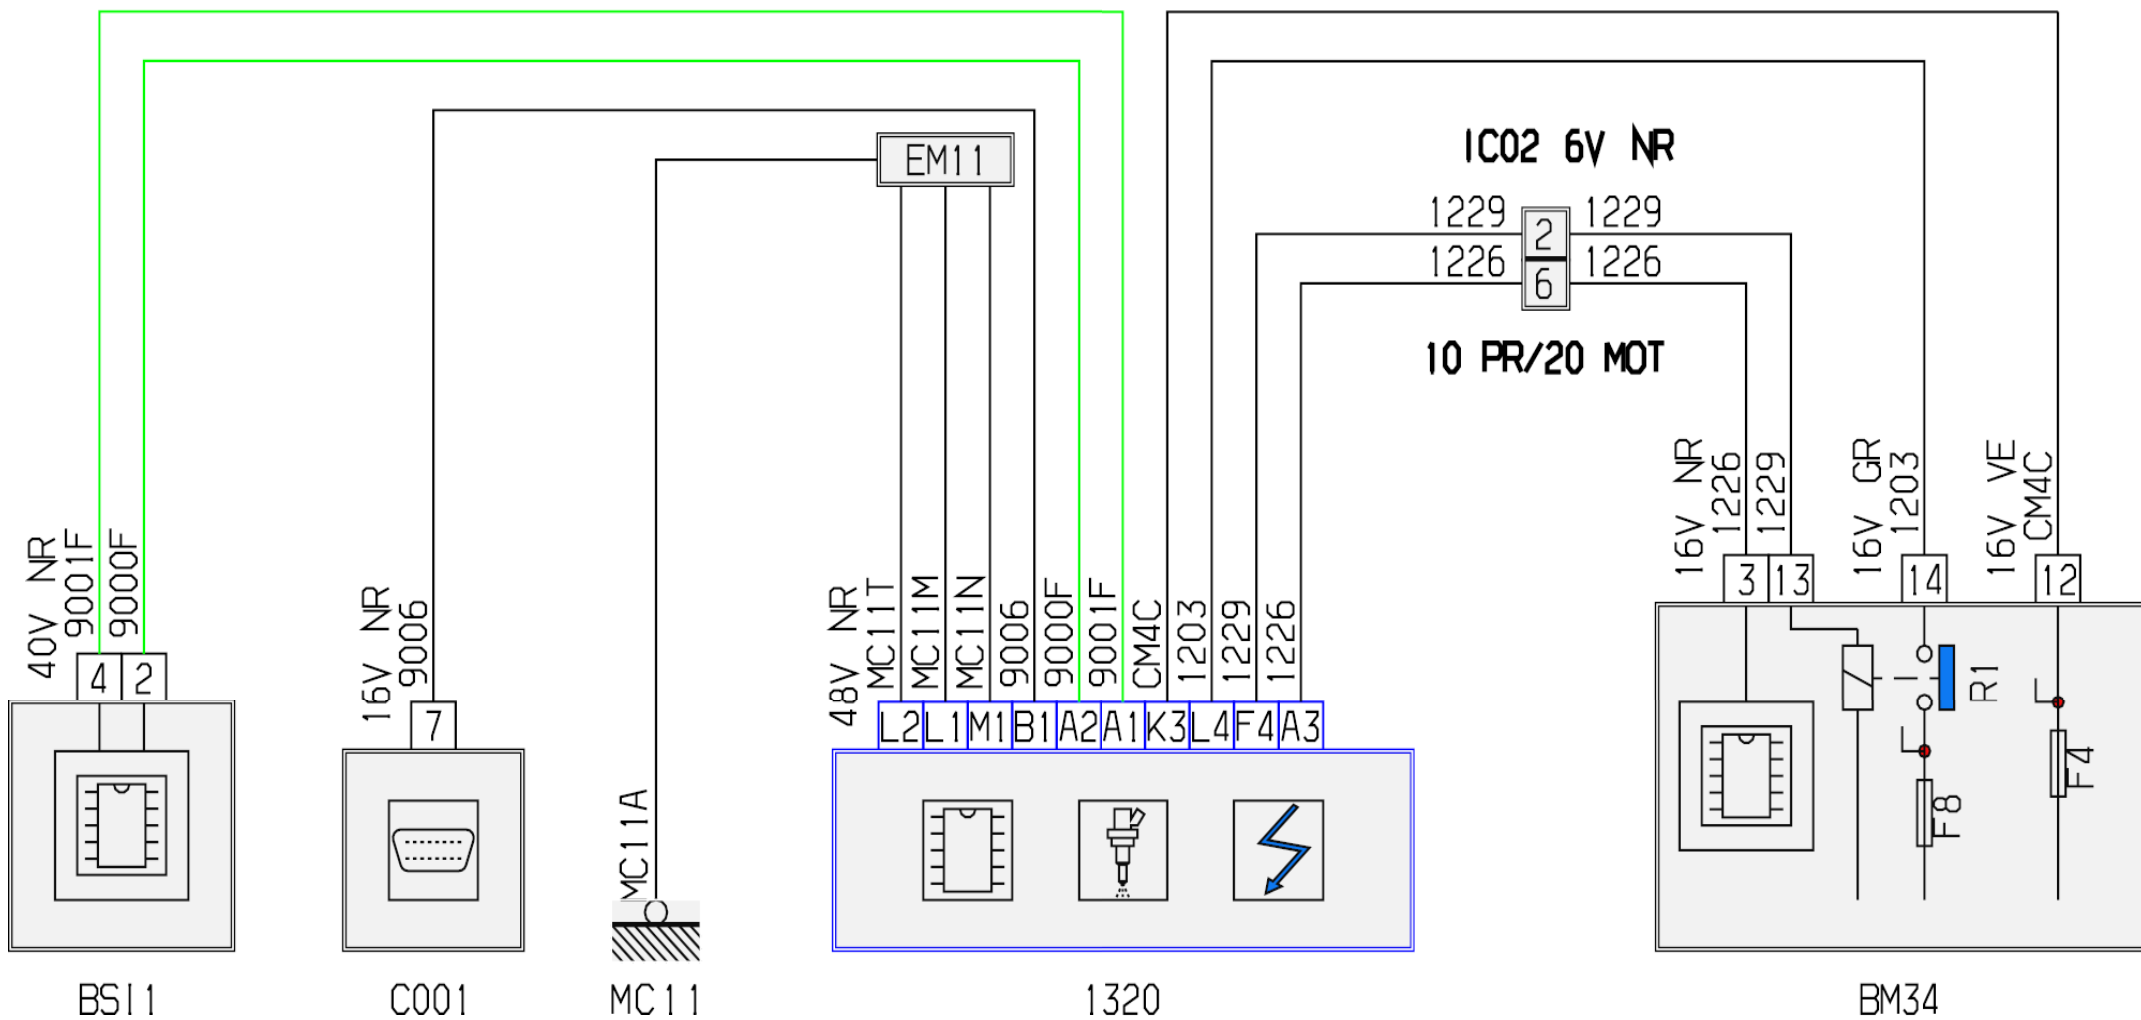 EM11
IC02 6V NR
1229
2
1229
1226
6
1226
10 PR/20 MOT
40V NR
9001F
9000F
4
2
16V NR
9006
7
MC11A
48V NR
MC11T
MC11M
MC11N
9006
9000F
9001F
CM4C
1203
1229
1226
L2
L1
M1
B1
A2
A1
K3
L4
F4
A3
16V NR
1226
1229
16V GR
1203
16V VE
CM4C
3
13
14
12
R1
F8
F4
BSI1
C001
MC11
1320
BM34